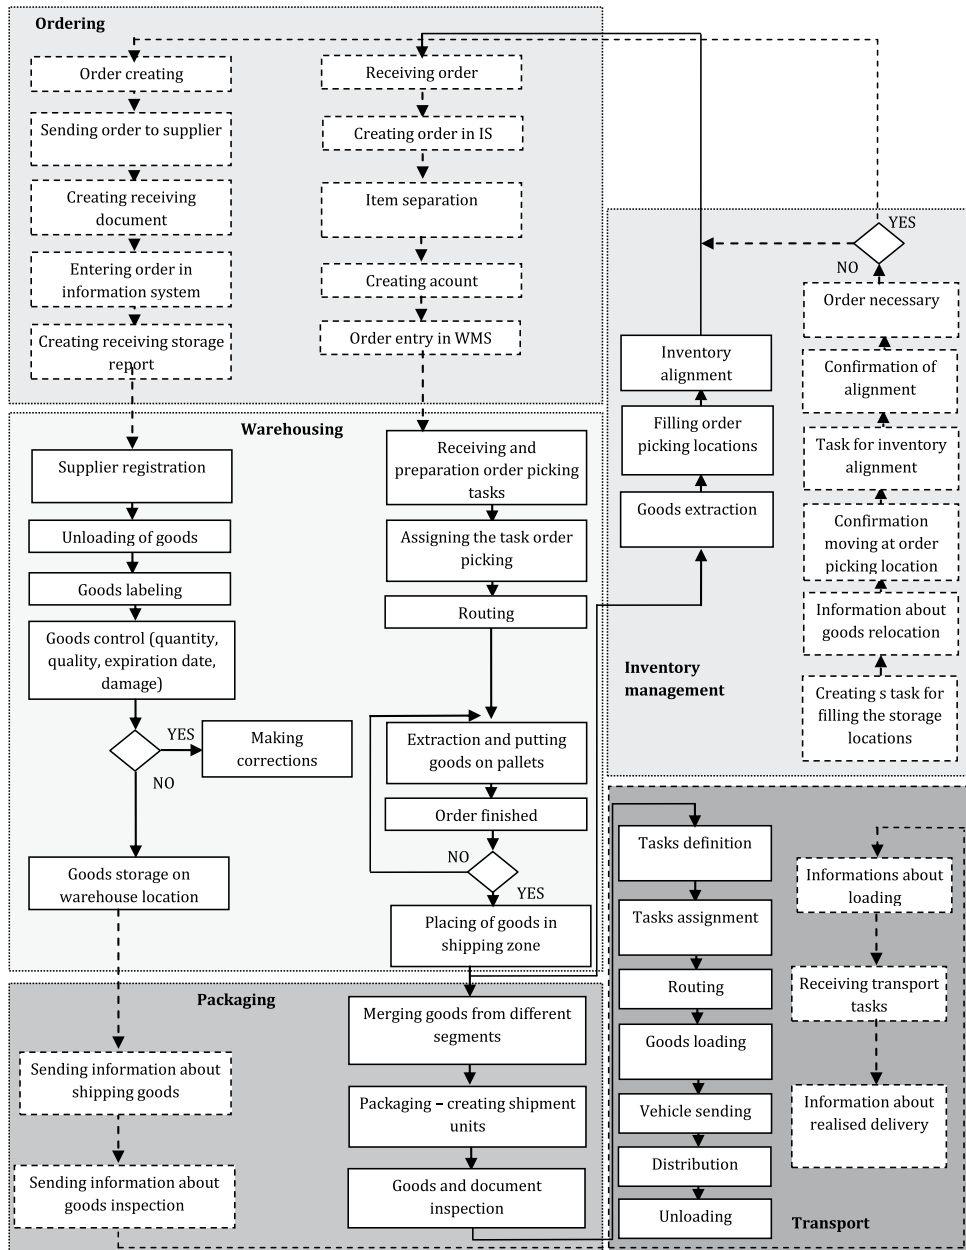 Ordering
Order creating
Sending order to supplier
Creating receiving
document
Entering order in
information system
Creating receiving storage
report
Receiving order
Creating order in IS
Item separation
Creating acount
Order entry in WMS
Warehousing
Supplier registration
Unloading of goods
Goods labeling
Goods control (quantity,
quality, expiration date,
damage)
YES
Making
corrections
NO
Goods storage on
warehouse location
Receiving and
preparation order picking
tasks
Assigning the task order
picking
Routing
Extraction and putting
goods on pallets
Order finished
NO
YES
Placing of goods in
shipping zone
YES
NO
Order necessary
Confirmation of
alignment
Task for inventory
alignment
Confirmation
moving at order
picking location
Information about
goods relocation
Creating s task for
filling the storage
locations
Inventory
alignment
Filling order
picking locations
Goods extraction
Inventory
management
Packaging
Sending information about
shipping goods
Sending information about
goods inspection
Merging goods from different
segments
Packaging – creating shipment
units
Goods and document
inspection
Tasks definition
Tasks assignment
Routing
Goods loading
Vehicle sending
Distribution
Unloading
Informations about
loading
Receiving transport
tasks
Information about
realised delivery
Transport